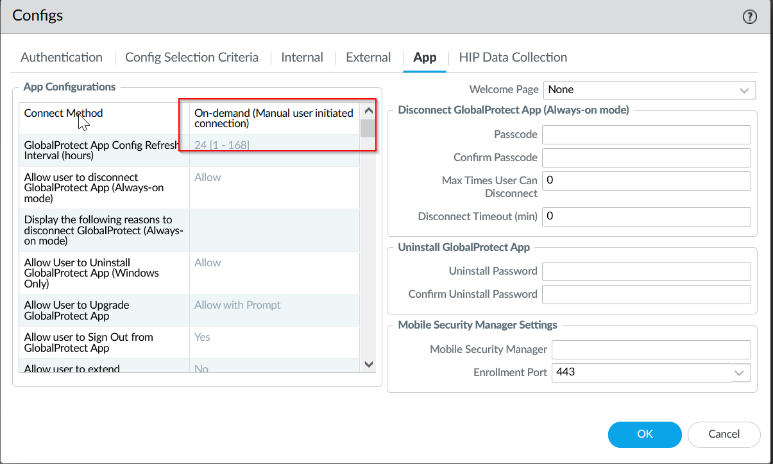 Configs
Authentication
Config Selection Criteria
Internal
External
App
HIP Data Collection
App Configurations
Connect Method
On-demand (Manual user initiated
connection)
GlobalProtect App Config Refresh
Interval (hours)
24 [1 - 168]
Allow user to disconnect
GlobalProtect App (Always-on
mode)
Allow
Display the following reasons to
disconnect GlobalProtect (Always-
on mode)
Allow User to Uninstall
GlobalProtect App (Windows
Only)
Allow
Allow User to Upgrade
GlobalProtect App
Allow with Prompt
Allow user to Sign Out from
GlobalProtect App
Yes
Allow user to extend
No
Welcome Page
None
Disconnect GlobalProtect App (Always-on mode)
Passcode
Confirm Passcode
Max Times User Can
Disconnect
0
Disconnect Timeout (min)
0
Uninstall GlobalProtect App
Uninstall Password
Confirm Uninstall Password
Mobile Security Manager Settings
Mobile Security Manager
Enrollment Port
443
OK
Cancel